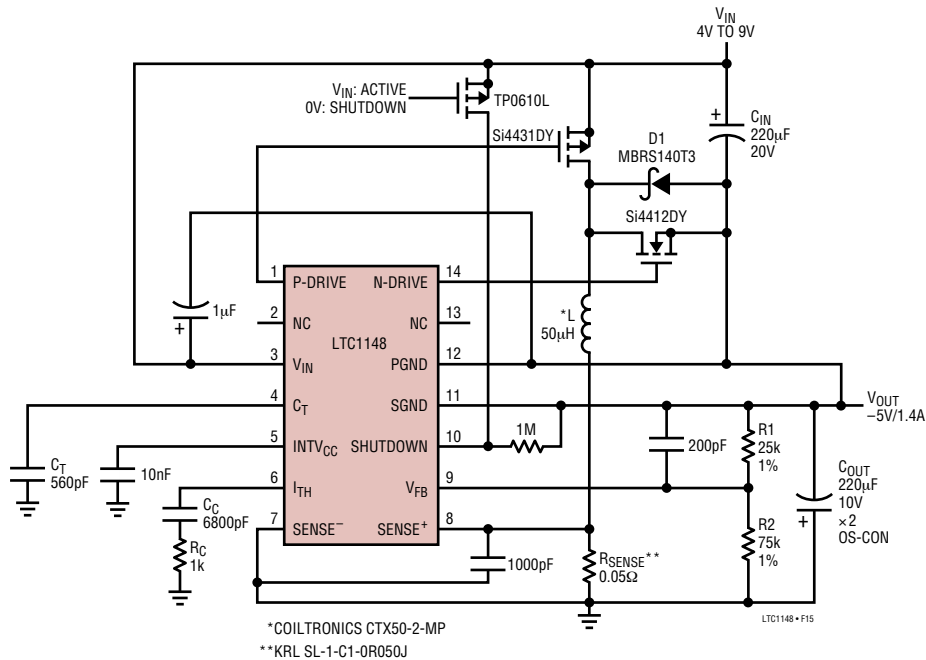 VIN
4V TO 9V
VIN: ACTIVE
0V: SHUTDOWN
TP0610L
Si4431DY
D1
MBRS140T3
+
CIN
220μF
20V
Si4412DY
1
P-DRIVE
N-DRIVE
14
1μF
+
2
NC
NC
13
*L
50μH
LTC1148
3
VIN
PGND
12
4
CT
SGND
11
VOUT
–5V/1.4A
5
INTVCC
SHUTDOWN
10
1M
200pF
R1
25k
1%
CT
560pF
10nF
6
ITH
VFB
9
COUT
220μF
10V
×2
OS-CON
+
CC
6800pF
7
SENSE–
SENSE+
8
R2
75k
1%
RC
1k
1000pF
RSENSE**
0.05Ω
LTC1148 • F15
*COILTRONICS CTX50-2-MP
**KRL SL-1-C1-0R050J